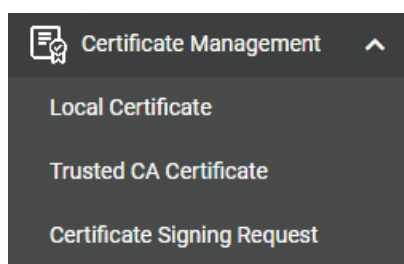 Certificate Management
Local Certificate
Trusted CA Certificate
Certificate Signing Request